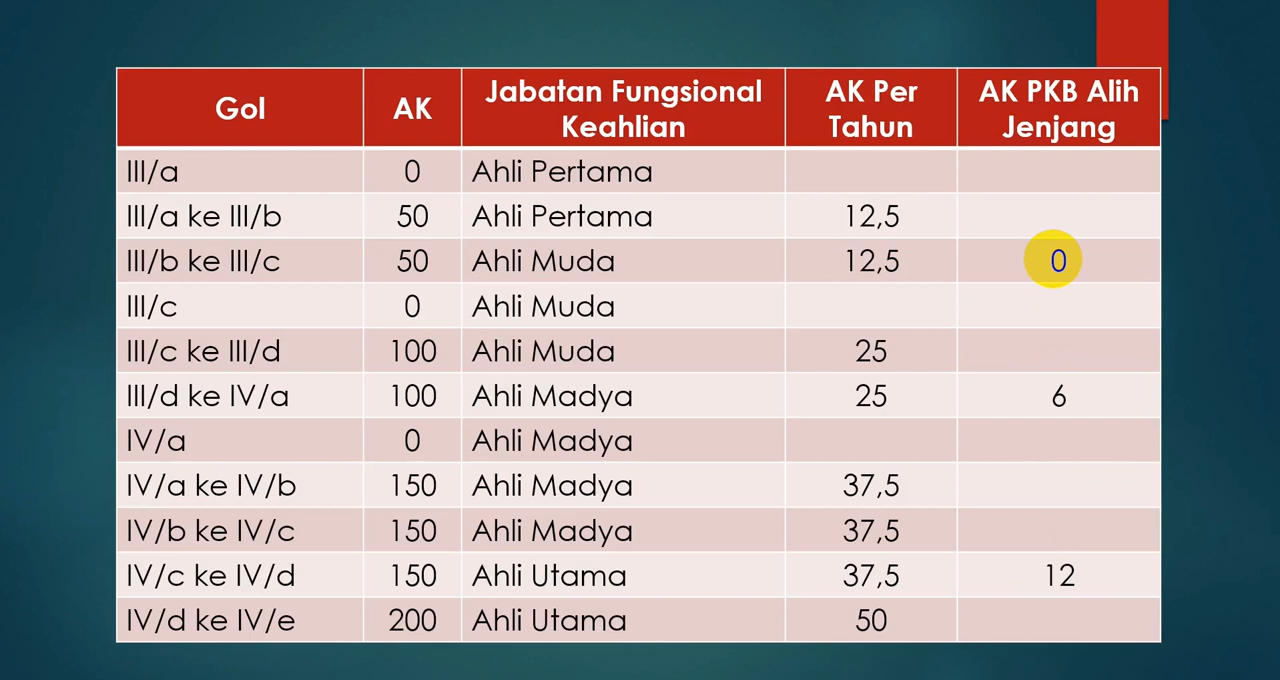 Gol AK Jabatan Fungsional Keahlian AK Per Tahun AK PKB Alih Jenjang
III/a 0 Ahli Pertama
III/a ke III/b 50 Ahli Pertama 12,5
III/b ke III/c 50 Ahli Muda 12,5 0
III/c 0 Ahli Muda
III/c ke III/d 100 Ahli Muda 25
III/d ke IV/a 100 Ahli Madya 25 6
IV/a 0 Ahli Madya
IV/a ke IV/b 150 Ahli Madya 37,5
IV/b ke IV/c 150 Ahli Madya 37,5
IV/c ke IV/d 150 Ahli Utama 37,5 12
IV/d ke IV/e 200 Ahli Utama 50